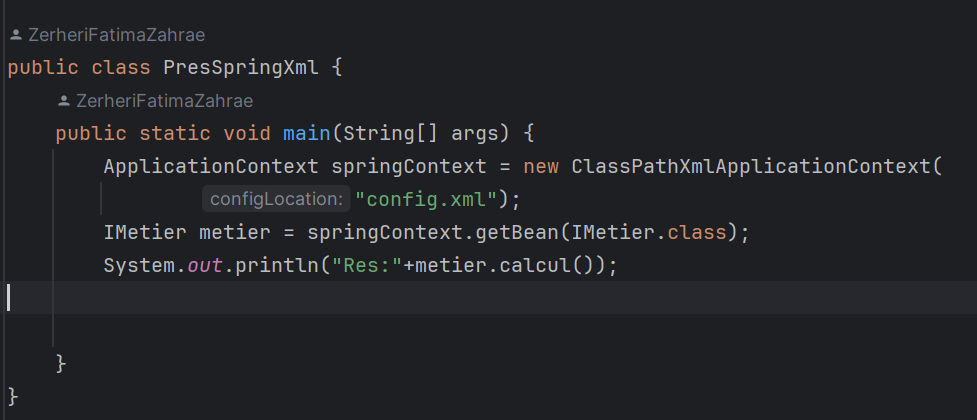 ZerheriFatimaZahrae
public class PresSpringXml {
ZerheriFatimaZahrae
public static void main(String[] args) {
ApplicationContext springContext = new ClassPathXmlApplicationContext(
configLocation: "config.xml");
IMetier metier = springContext.getBean(IMetier.class);
System.out.println("Res:"+metier.calcul());
}
}